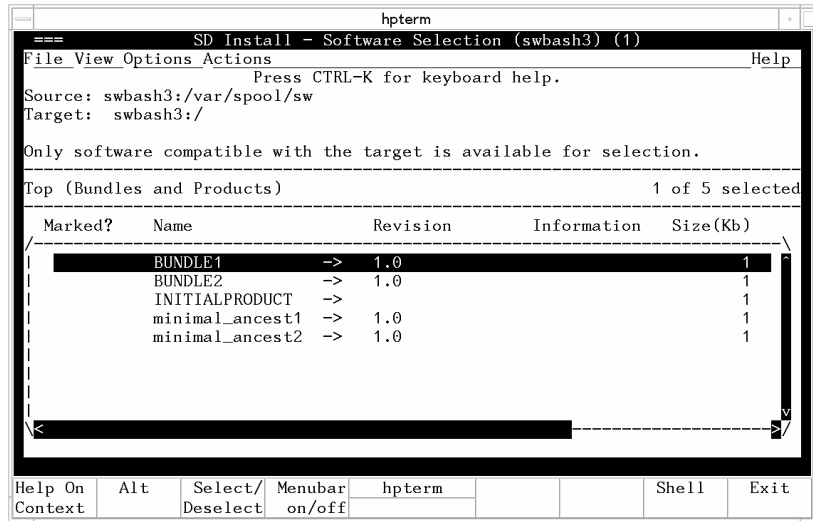 hpterm
=== SD Install - Software Selection (swbash3) (1)
File View Options Actions Help
Press CTRL-K for keyboard help.
Source: swbash3:/var/spool/sw
Target: swbash3:/
Only software compatible with the target is available for selection.
Top (Bundles and Products) 1 of 5 selected
Marked? Name Revision Information Size(Kb)
BUNDLE1 -> 1.0 1
BUNDLE2 -> 1.0 1
INITIALPRODUCT -> 1
minimal_ancest1 -> 1.0 1
minimal_ancest2 -> 1.0 1
Help On Context Alt Select/ Deselect Menubar on/off hpterm Shell Exit